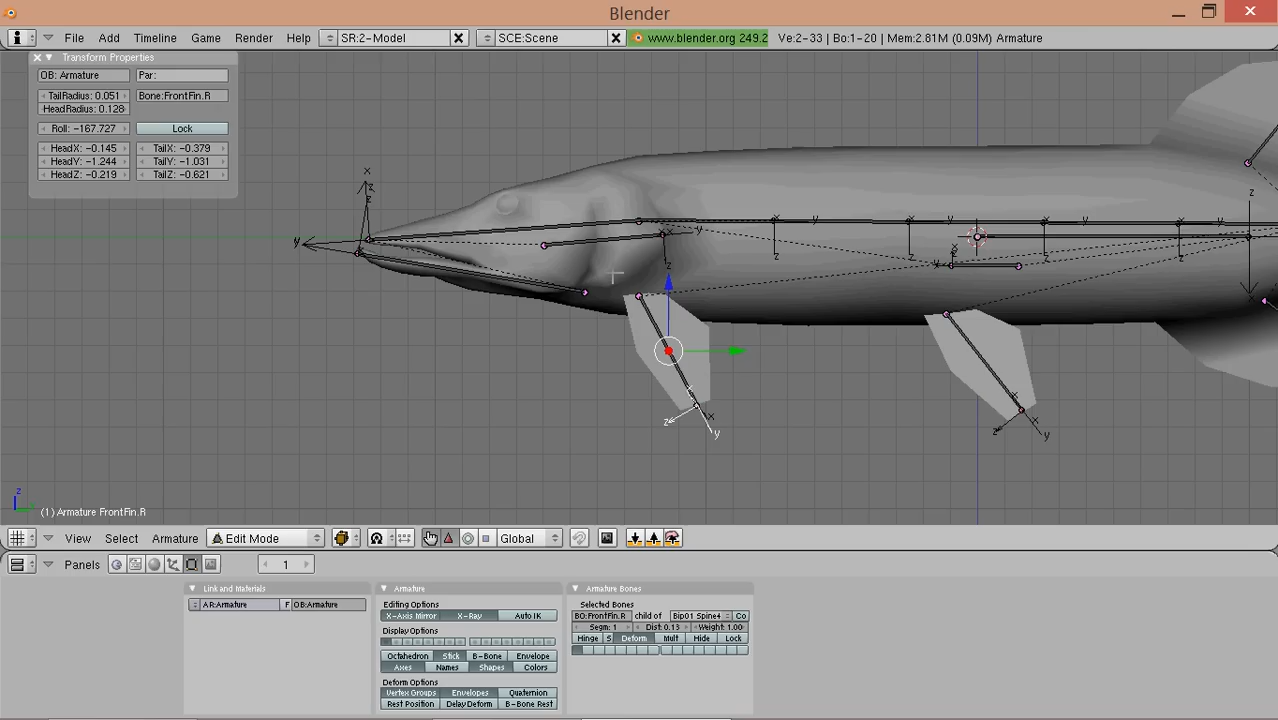 Blender
File Add Timeline Game Render Help SR:2-Model SCE:Scene www.blender.org 249.2 Ve:2-33 | Bo:1-20 | Mem:2.81M (0.09M) Armature
Transform Properties
OB: Armature Par:
TailRadius: 0.051 Bone:FrontFin.R
HeadRadius: 0.128
Roll: -167.727 Lock
HeadX: -0.145 TailX: -0.379
HeadY: -1.244 TailY: -1.031
HeadZ: -0.219 TailZ: -0.621
(1) Armature FrontFin.R
View Select Armature Edit Mode Global
Panels 1
Link and Materials
AR:Armature F OB:Armature
Armature
Editing Options
X-Axis Mirror X-Ray Auto IK
Display Options
Octahedron Stick B-Bone Envelope
Axes Names Shapes Colors
Deform Options
Vertex Groups Envelopes Quaternion
Rest Position Delay Deform B-Bone Rest
Armature Bones
Selected Bones
BO:FrontFin.R child of Bip01 Spine4 Co
Segm: 1 Dist: 0.13 Weight: 1.00
Hinge S Deform Mult Hide Lock